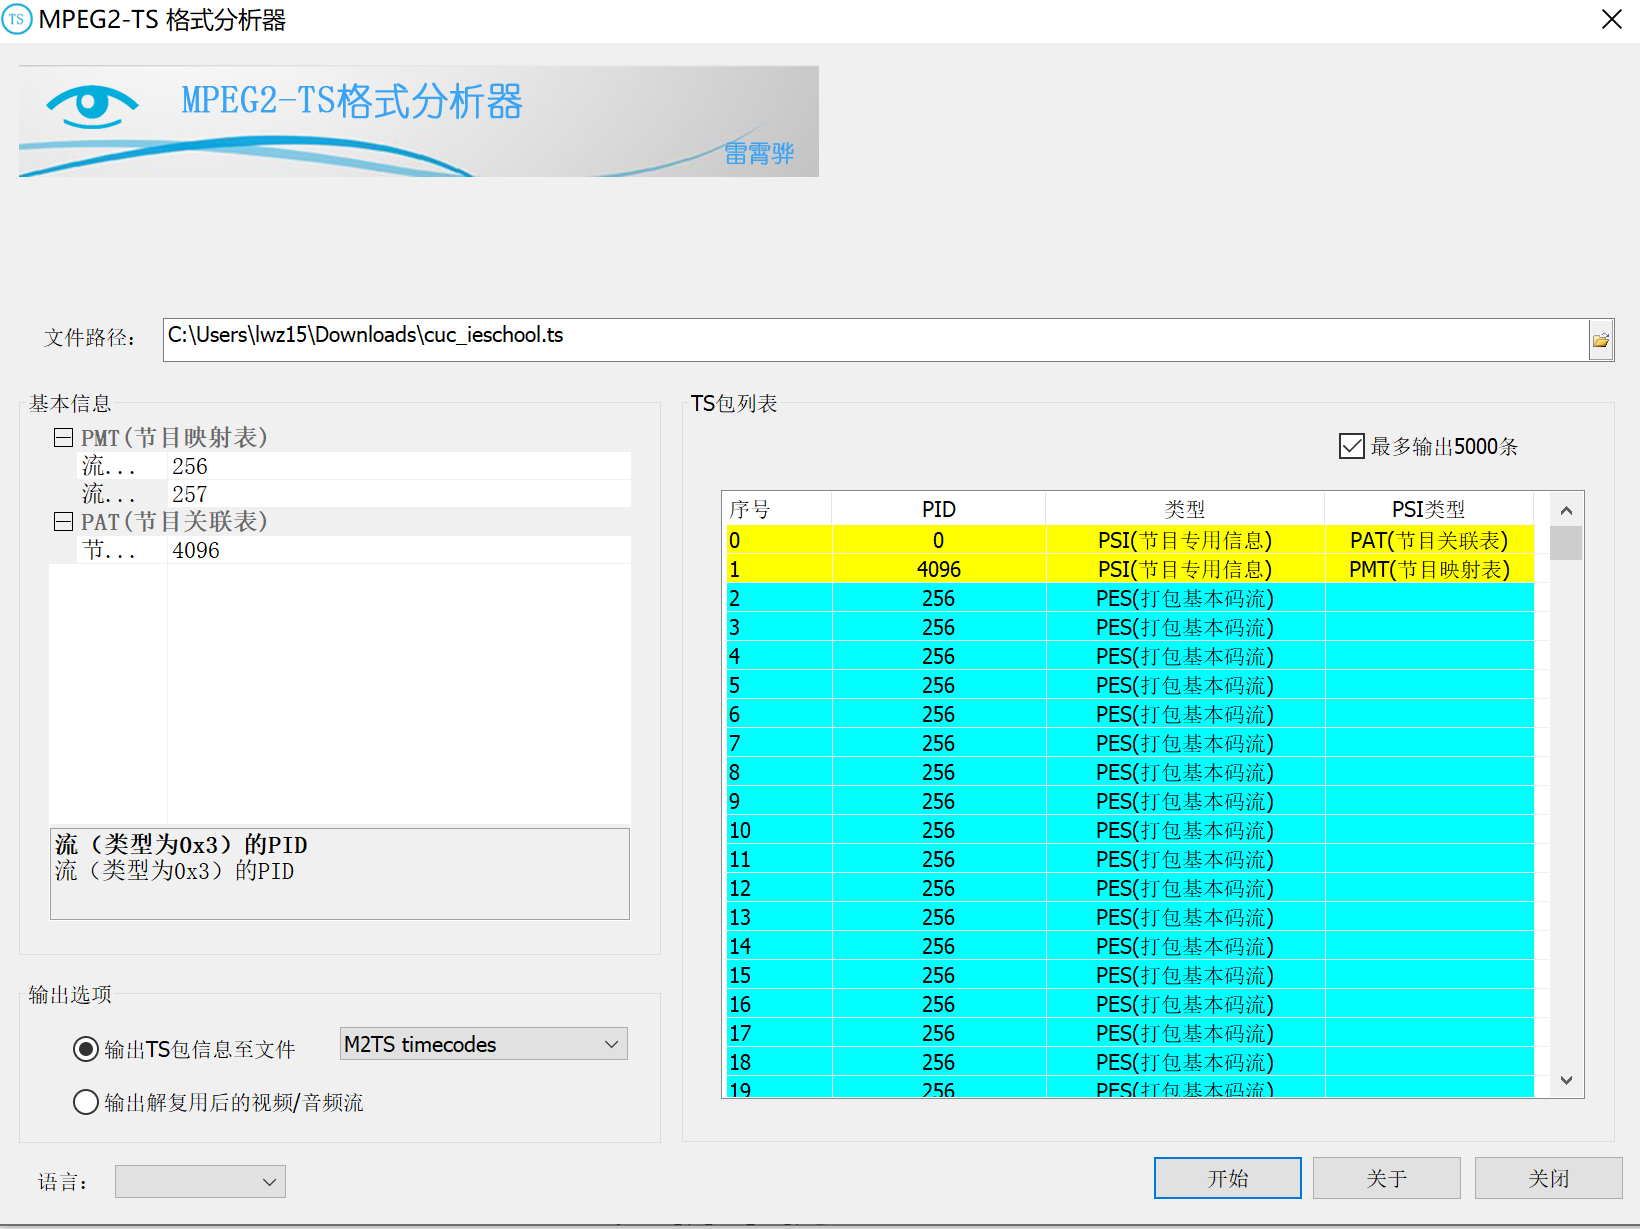 TS MPEG2-TS 格式分析器
MPEG2-TS格式分析器
雷霄骅
文件路径： C:\Users\lwz15\Downloads\cuc_ieschool.ts
基本信息
PMT(节目映射表)
流... 256
流... 257
PAT(节目关联表)
节... 4096
流（类型为0x3）的PID
流（类型为0x3）的PID
输出选项
输出TS包信息至文件 M2TS timecodes
输出解复用后的视频/音频流
语言：
TS包列表
最多输出5000条
序号 PID 类型 PSI类型
0 0 PSI(节目专用信息) PAT(节目关联表)
1 4096 PSI(节目专用信息) PMT(节目映射表)
2 256 PES(打包基本码流)
3 256 PES(打包基本码流)
4 256 PES(打包基本码流)
5 256 PES(打包基本码流)
6 256 PES(打包基本码流)
7 256 PES(打包基本码流)
8 256 PES(打包基本码流)
9 256 PES(打包基本码流)
10 256 PES(打包基本码流)
11 256 PES(打包基本码流)
12 256 PES(打包基本码流)
13 256 PES(打包基本码流)
14 256 PES(打包基本码流)
15 256 PES(打包基本码流)
16 256 PES(打包基本码流)
17 256 PES(打包基本码流)
18 256 PES(打包基本码流)
19 256 PES(打包基本码流)
开始 关于 关闭